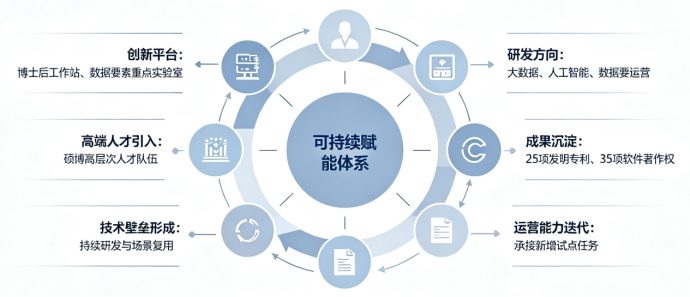 创新平台：
博士后工作站、数据要素重点实验室
研发方向：
大数据、人工智能、数据要运营
高端人才引入：
硕博高层次人才队伍
可持续赋
能体系
成果沉淀：
25项发明专利、35项软件著作权
技术壁垒形成：
持续研发与场景复用
运营能力迭代：
承接新增试点任务